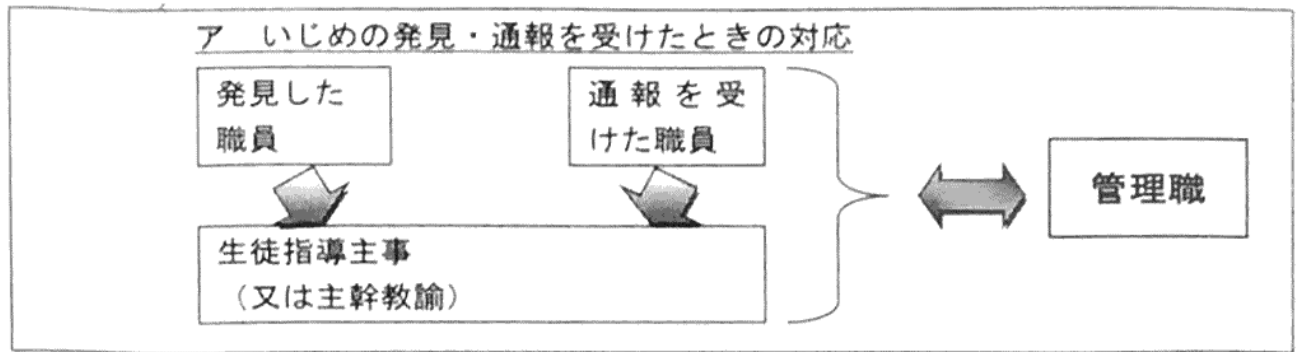 ア　いじめの発見・通報を受けたときの対応
発見した
職員
通報を受
けた職員
生徒指導主事
（又は主幹教諭）
管理職